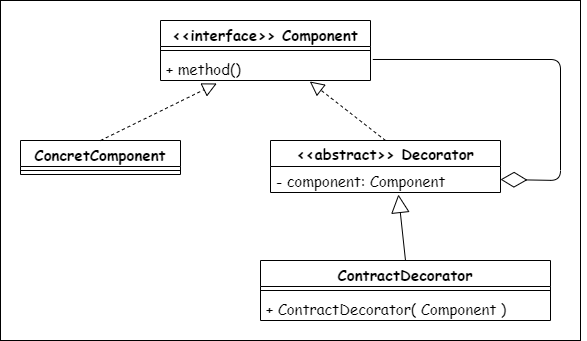 <<interface>> Component
+ method()
ConcretComponent
<<abstract>> Decorator
- component: Component
ContractDecorator
+ ContractDecorator( Component )